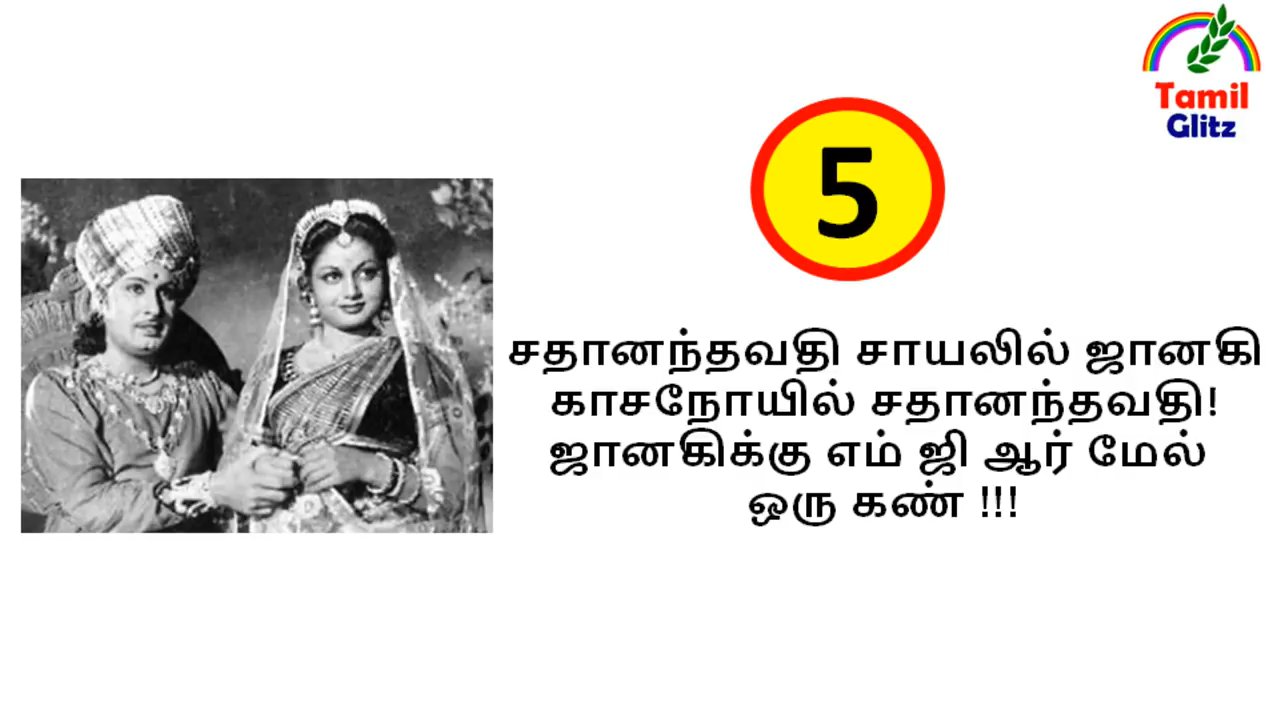 Tamil
Glitz
5
சதானந்தவதி சாயலில் ஜானகி
காசநோயில் சதானந்தவதி!
ஜானகிக்கு எம் ஜி ஆர் மேல்
ஒரு கண் !!!